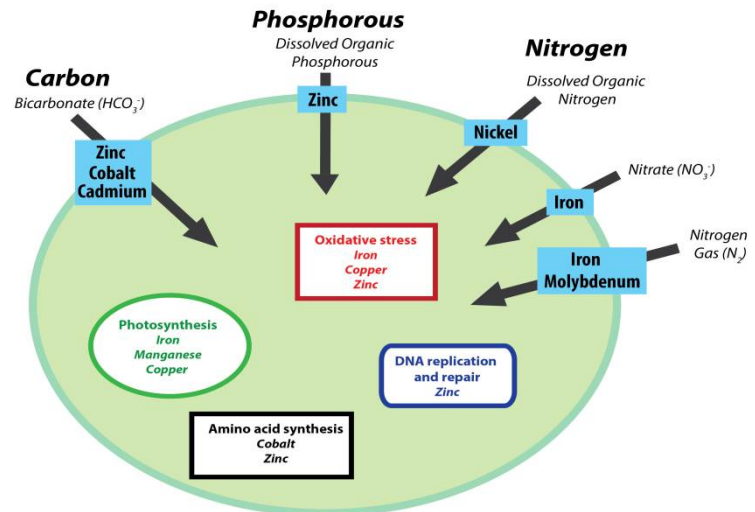 Phosphorous
Dissolved Organic
Phosphorous
Carbon
Bicarbonate (HCO₃⁻)
Nitrogen
Dissolved Organic
Nitrogen
Zinc
Nickel
Zinc
Cobalt
Cadmium
Nitrate (NO₃⁻)
Iron
Nitrogen
Gas (N₂)
Iron
Molybdenum
Oxidative stress
Iron
Copper
Zinc
Photosynthesis
Iron
Manganese
Copper
DNA replication
and repair
Zinc
Amino acid synthesis
Cobalt
Zinc